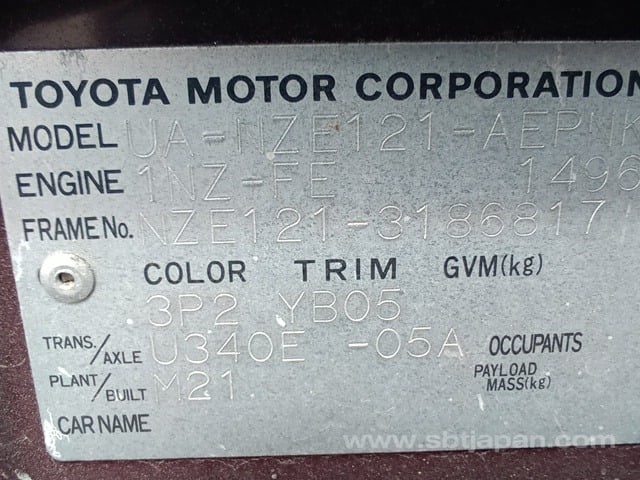 TOYOTA MOTOR CORPORATION
MODEL UA-NZE121-AEPNK
ENGINE 1NZ-FE 1496
FRAME No. NZE121-3186817
COLOR TRIM GVM(kg)
3P2 YB05
TRANS./AXLE U340E -05A OCCUPANTS
PLANT/BUILT M21 PAYLOAD MASS(kg)
CAR NAME
www.sbtjapan.com